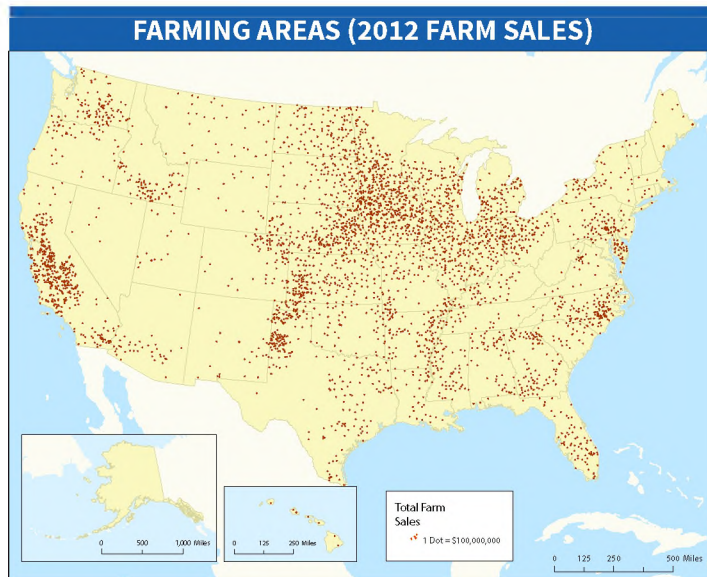 FARMING AREAS (2012 FARM SALES)
0 500 1,000 Miles
0 125 250 Miles
Total Farm
Sales
1 Dot = $100,000,000
0 125 250 500 Miles